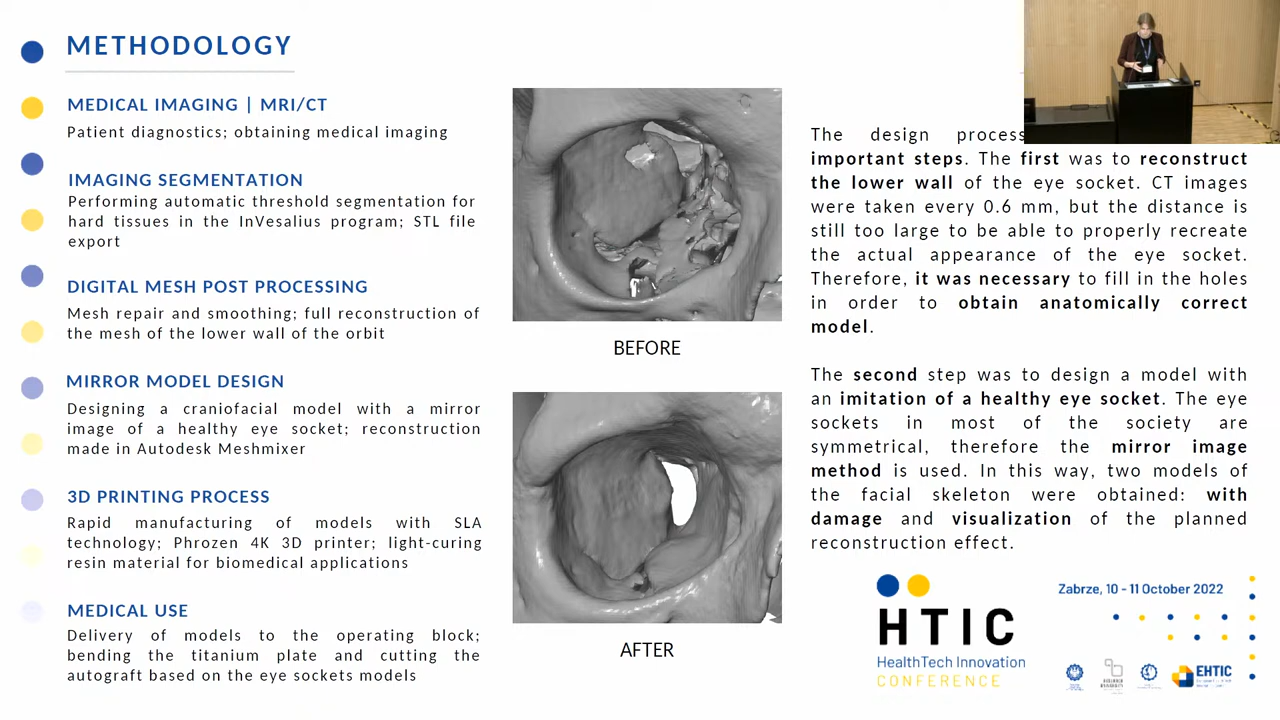 METHODOLOGY
MEDICAL IMAGING | MRI/CT
Patient diagnostics; obtaining medical imaging
IMAGING SEGMENTATION
Performing automatic threshold segmentation for
hard tissues in the InVesalius program; STL file
export
DIGITAL MESH POST PROCESSING
Mesh repair and smoothing; full reconstruction of
the mesh of the lower wall of the orbit
MIRROR MODEL DESIGN
Designing a craniofacial model with a mirror
image of a healthy eye socket; reconstruction
made in Autodesk Meshmixer
3D PRINTING PROCESS
Rapid manufacturing of models with SLA
technology; Phrozen 4K 3D printer; light-curing
resin material for biomedical applications
MEDICAL USE
Delivery of models to the operating block;
bending the titanium plate and cutting the
autograft based on the eye sockets models
BEFORE
AFTER
The design process
important steps. The first was to reconstruct
the lower wall of the eye socket. CT images
were taken every 0.6 mm, but the distance is
still too large to be able to properly recreate
the actual appearance of the eye socket.
Therefore, it was necessary to fill in the holes
in order to obtain anatomically correct
model.
The second step was to design a model with
an imitation of a healthy eye socket. The eye
sockets in most of the society are
symmetrical, therefore the mirror image
method is used. In this way, two models of
the facial skeleton were obtained: with
damage and visualization of the planned
reconstruction effect.
HTIC
HealthTech Innovation
CONFERENCE
Zabrze, 10 - 11 October 2022
EHTIC